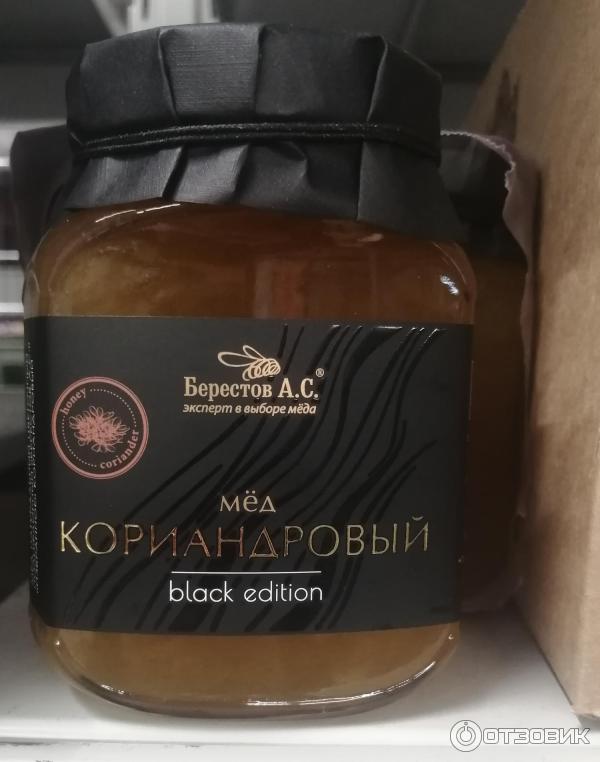 Берестов А.С.®
эксперт в выборе мёда
honey
coriander
мёд
КОРИАНДРОВЫЙ
black edition
ОТЗОВИК